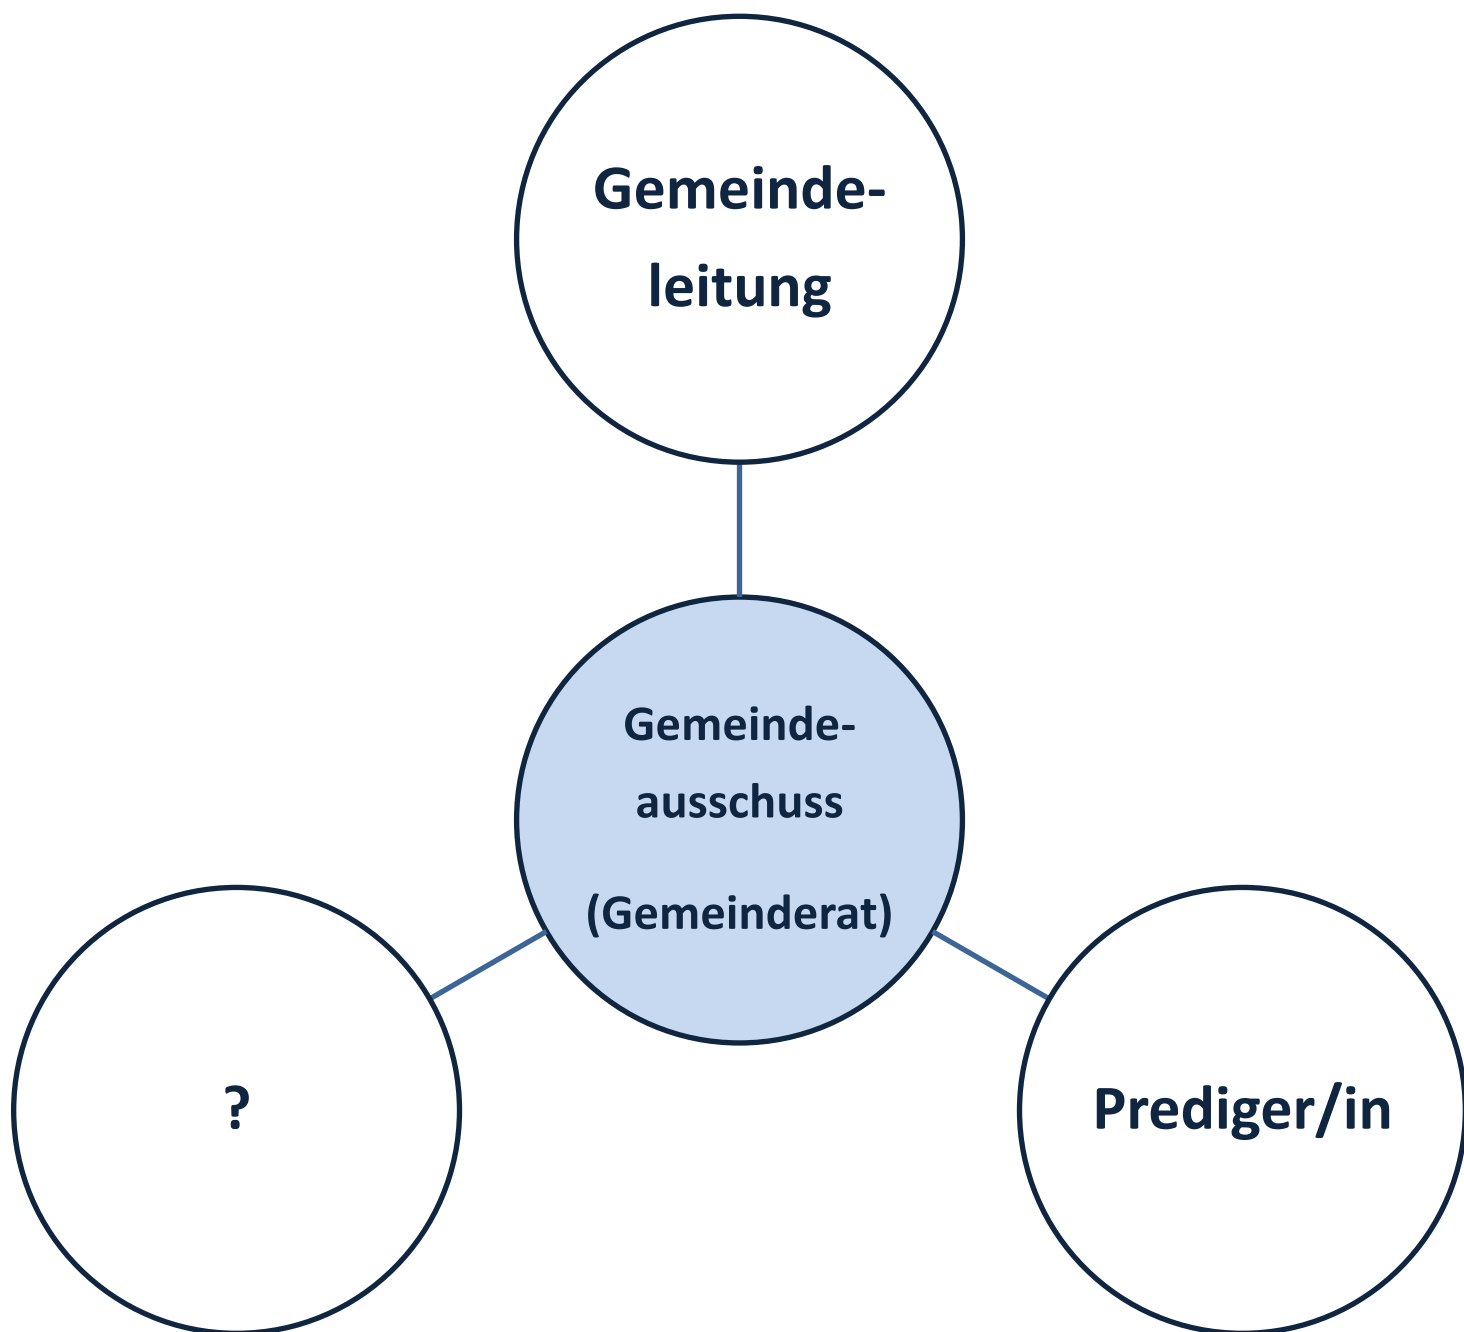 Gemeinde-
leitung
Gemeinde-
ausschuss
(Gemeinderat)
?
Prediger/in